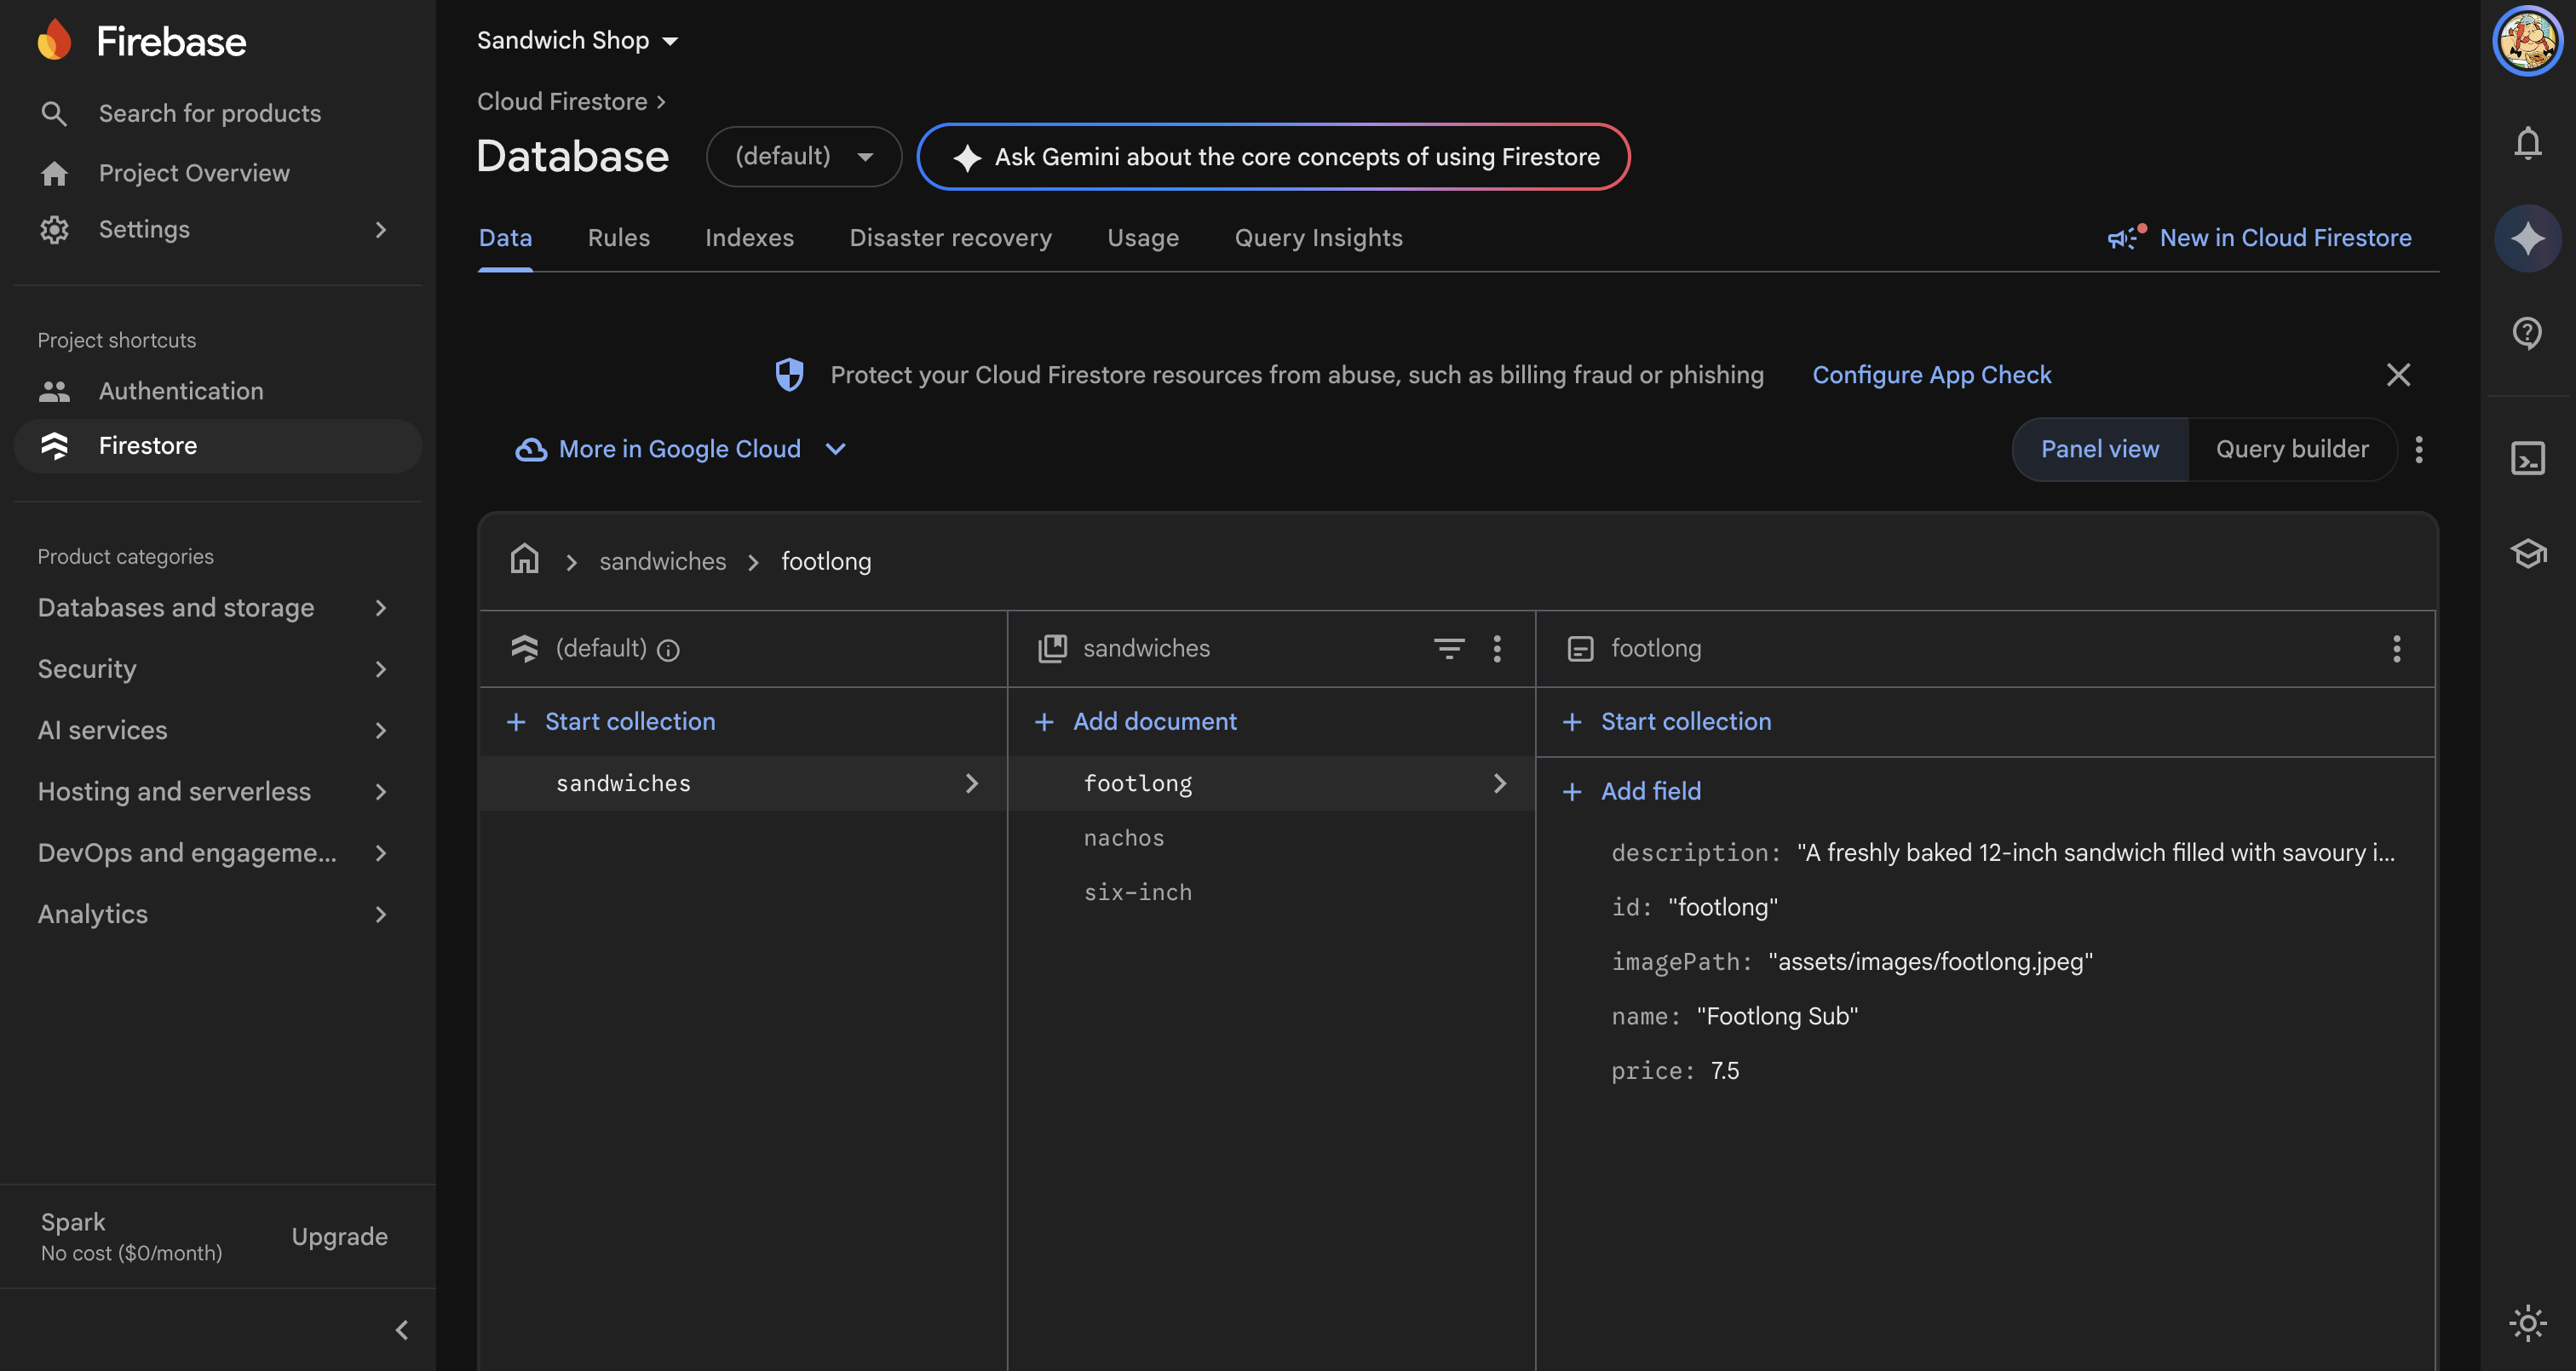 Firebase
Search for products
Project Overview
Settings
Project shortcuts
Authentication
Firestore
Product categories
Databases and storage
Security
AI services
Hosting and serverless
DevOps and engageme...
Analytics
Spark
No cost ($0/month)
Upgrade
Sandwich Shop
Cloud Firestore
Database
(default)
Ask Gemini about the core concepts of using Firestore
Data
Rules
Indexes
Disaster recovery
Usage
Query Insights
New in Cloud Firestore
Protect your Cloud Firestore resources from abuse, such as billing fraud or phishing
Configure App Check
More in Google Cloud
Panel view
Query builder
sandwiches
footlong
(default)
Start collection
sandwiches
sandwiches
Add document
footlong
nachos
six-inch
footlong
Start collection
Add field
description: "A freshly baked 12-inch sandwich filled with savoury i...
id: "footlong"
imagePath: "assets/images/footlong.jpeg"
name: "Footlong Sub"
price: 7.5